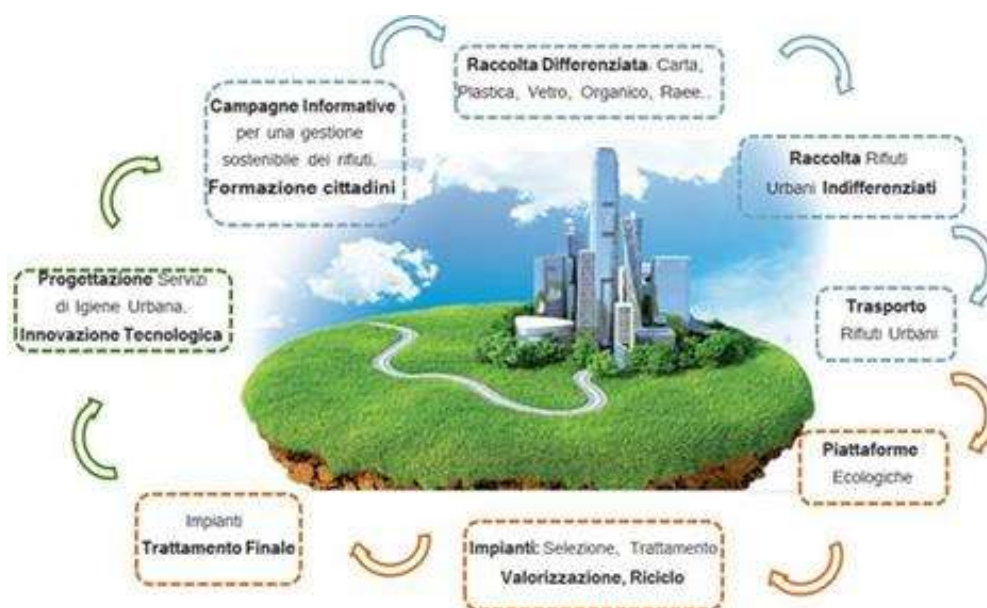 Raccolta Differenziata. Carta、
Plastica、Vetro、Organico、Raee..
Campagne Informative
per una gestione
sostenibile dei rifiuti.
Formazione cittadini
Raccolta Rifiuti
Urbani Indifferenziati
Progettazione Servizi
di Igiene Urbana.
Innovazione Tecnologica
Trasporto
Rifiuti Urbani
Piattaforme
Ecologiche
Impianti
Trattamento Finale
Impianti: Selezione、Trattamento
Valorizzazione, Riciclo